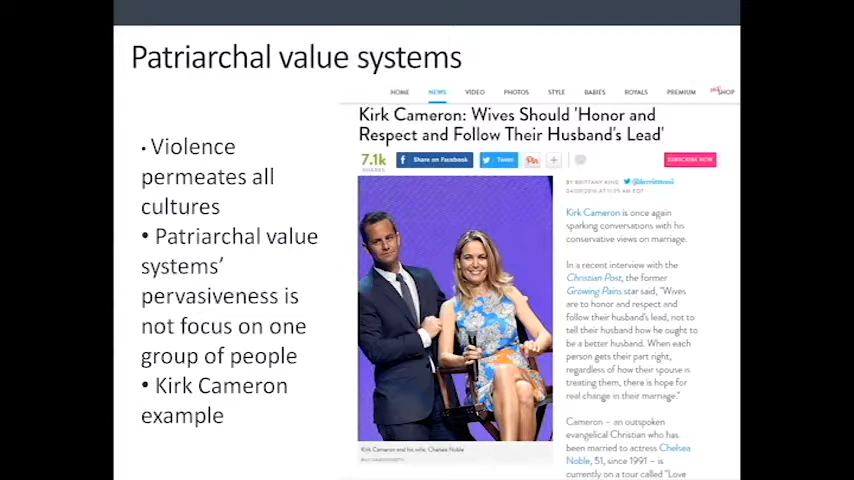 Patriarchal value systems
• Violence
permeates all
cultures
• Patriarchal value
systems’
pervasiveness is
not focus on one
group of people
• Kirk Cameron
example
HOME NEWS VIDEO PHOTOS STYLE BABIES ROYALS PREMIUM SHOP
Kirk Cameron: Wives Should 'Honor and
Respect and Follow Their Husband's Lead'
7.1k
SHARES
Share on Facebook
Tweet
SUBSCRIBE NOW
BY BRITTANY KING
Kirk Cameron is once again
sparking conversations with his
conservative views on marriage.
In a recent interview with the
Christian Post, the former
Growing Pains star said, "Wives
are to honor and respect and
follow their husband's lead, not to
tell their husband how he ought to
be a better husband. When each
person gets their part right,
regardless of how their spouse is
treating them, there is hope for
real change in their marriage."
Cameron – an outspoken
evangelical Christian who has
been married to actress Chelsea
Noble, 51, since 1991 – is
currently on a tour called "Love
Kirk Cameron and his wife, Chelsea Noble